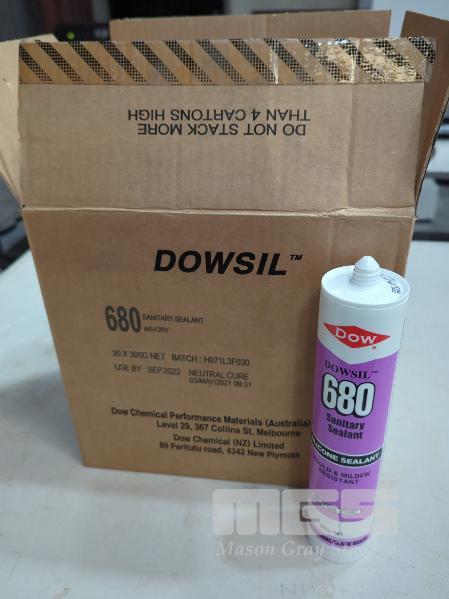 DO NOT STACK MORE
THAN 4 CARTONS HIGH
DOWSIL™
680 SANITARY SEALANT
20 X 300G NET BATCH : H071L3F030
USE BY : SEP.2022 NEUTRAL CURE
03/MAY/2021 09:31
Dow Chemical Performance Materials (Australia)
Level 29, 367 Collins St, Melbourne
Dow Chemical (NZ) Limited
89 Paritutu road, 4342 New Plymouth
Dow
DOWSIL™
680
Sanitary
Sealant
SILICONE SEALANT
MOLD & MILDEW
RESISTANT
MGS
Mason Gray